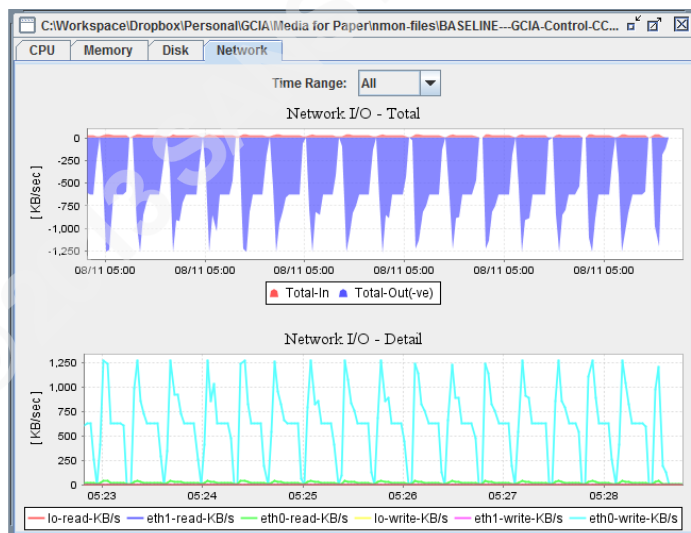 C:\Workspace\Dropbox\Personal\GCIA\Media for Paper\nmon-files\BASELINE---GCIA-Control-CC...
CPU Memory Disk Network
Time Range: All
Network I/O - Total
0
-250
-500
-750
-1,000
-1,250
[KB/sec]
08/11 05:00 08/11 05:00 08/11 05:00 08/11 05:00 08/11 05:00 08/11 05:00
Total-In Total-Out(-ve)
Network I/O - Detail
1,250
1,000
750
500
250
0
[KB/sec]
05:23 05:24 05:25 05:26 05:27 05:28
lo-read-KB/s eth1-read-KB/s eth0-read-KB/s lo-write-KB/s eth1-write-KB/s eth0-write-KB/s